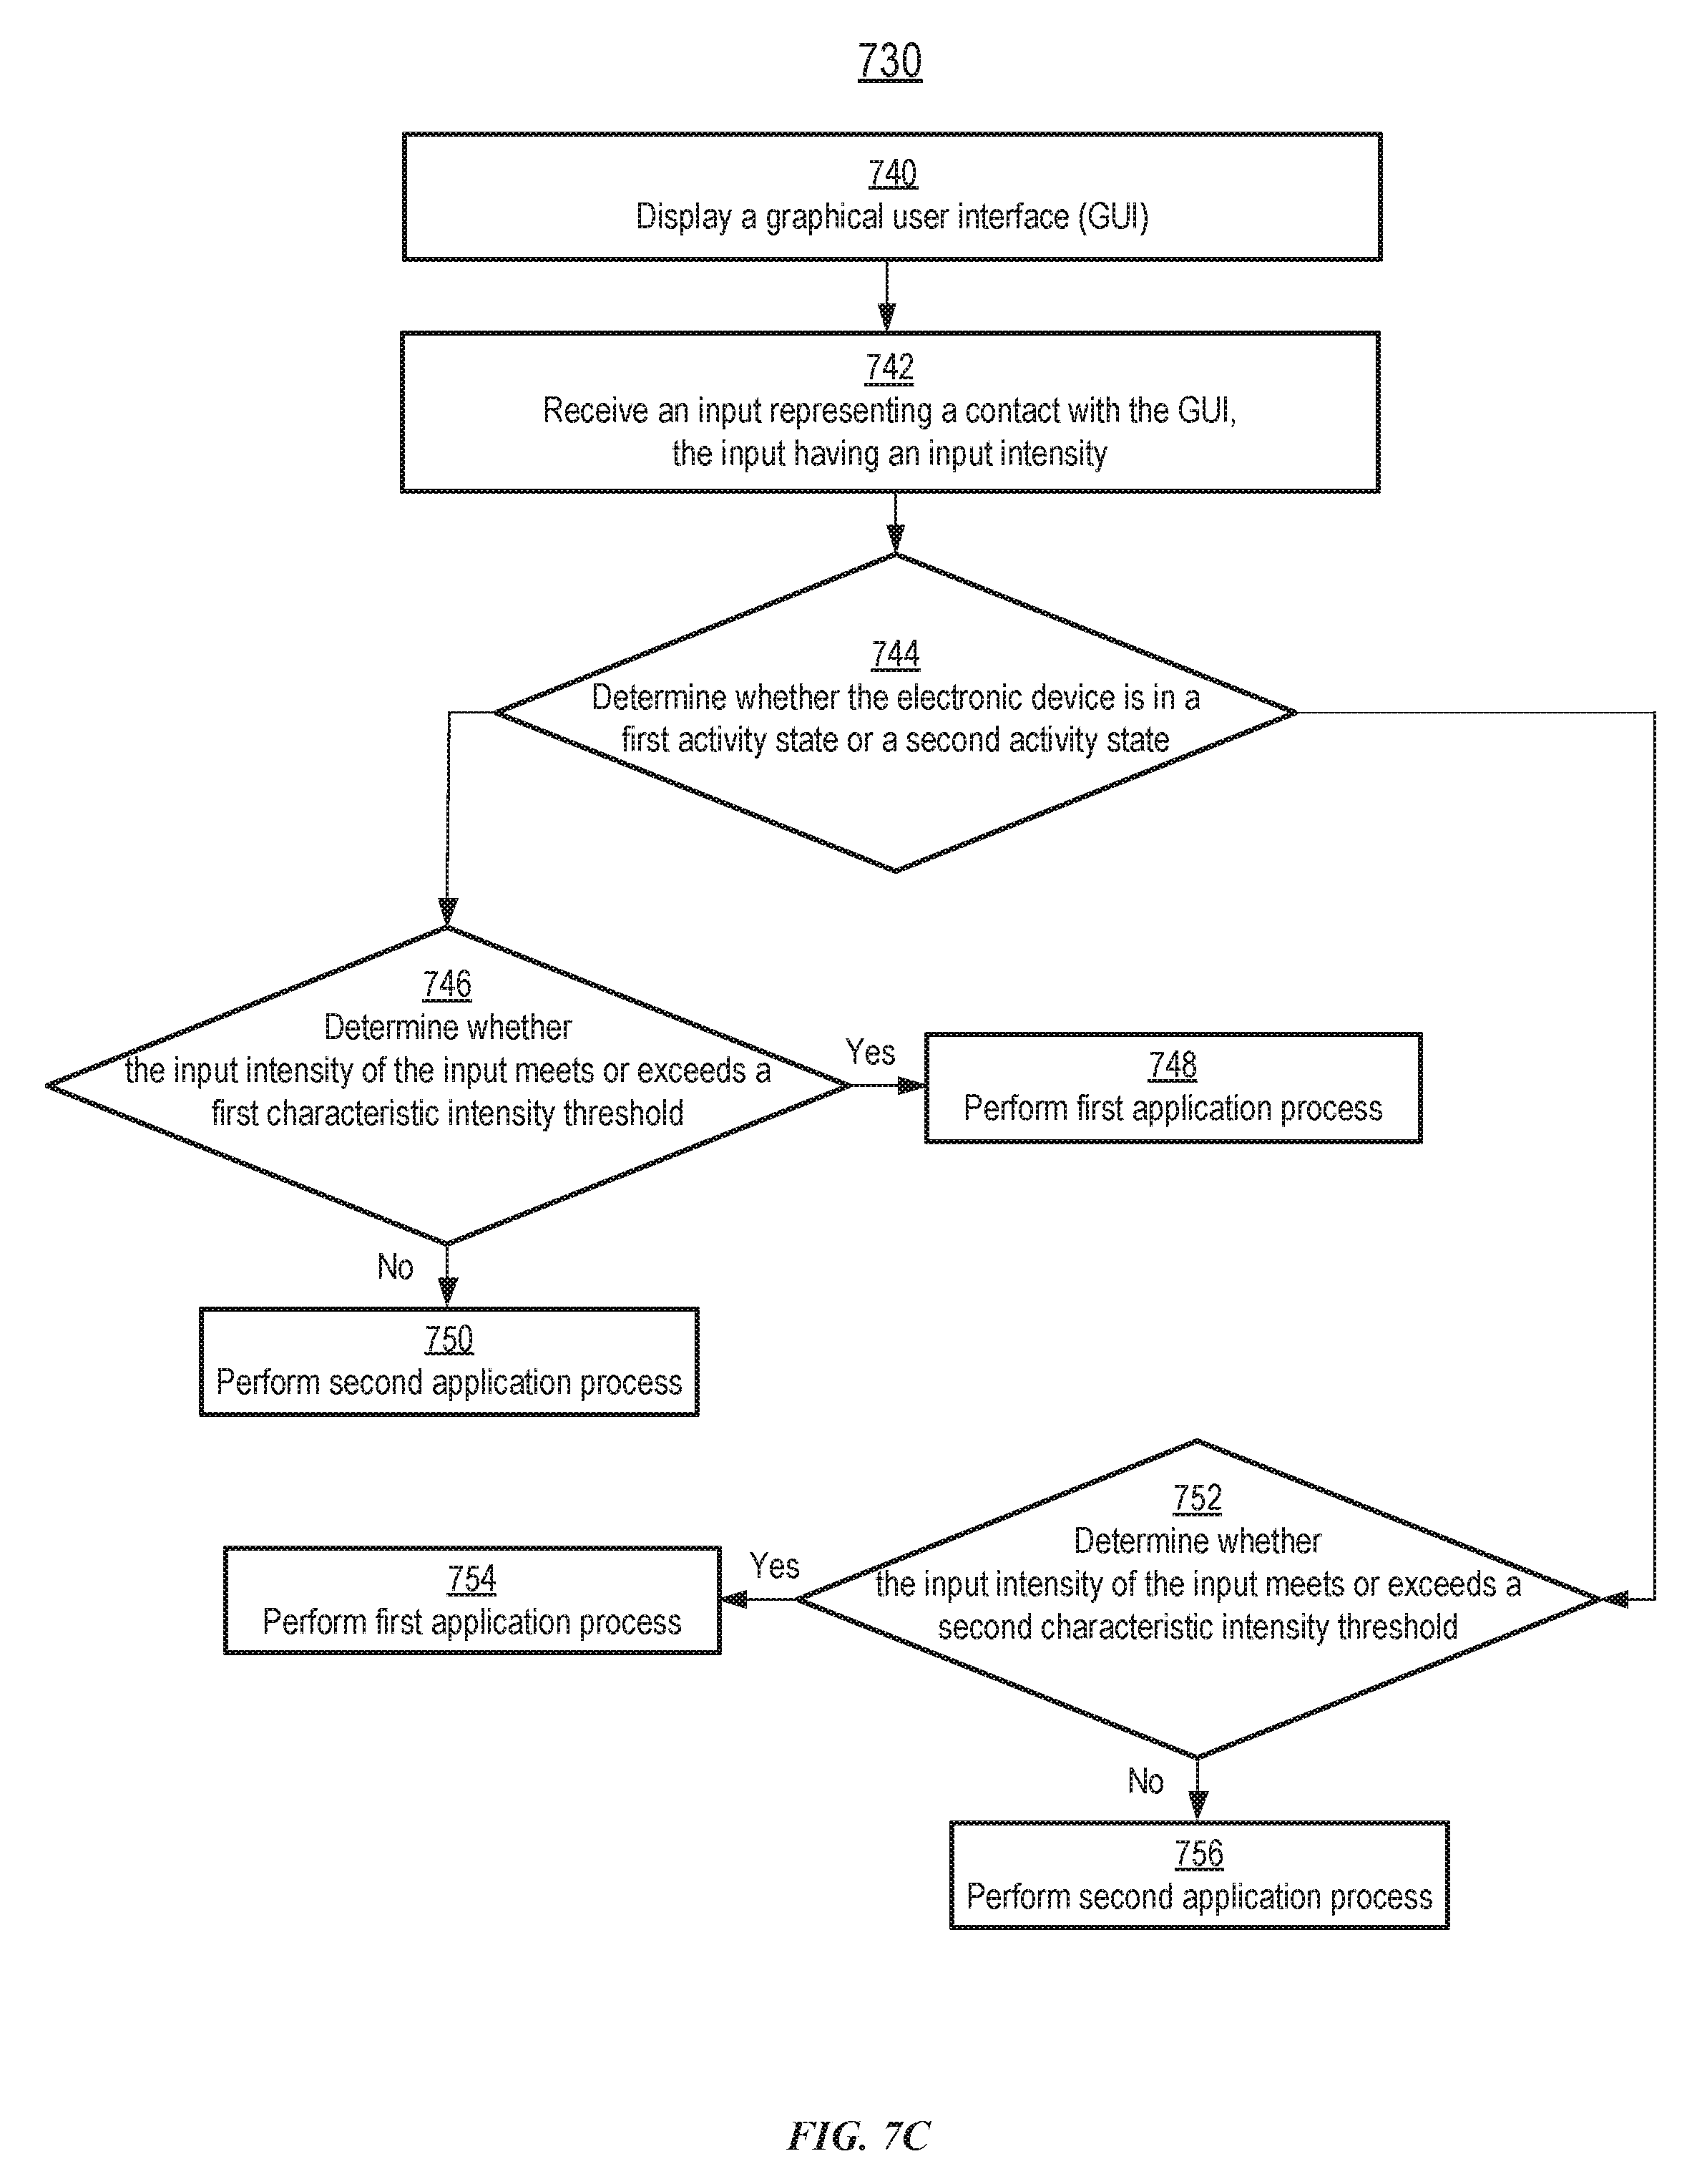 730
740
Display a graphical user interface (GUI)
742
Receive an input representing a contact with the GUI,
the input having an input intensity
744
Determine whether the electronic device is in a
first activity state or a second activity state
746
Determine whether
the input intensity of the input meets or exceeds a
first characteristic intensity threshold
Yes
748
Perform first application process
No
750
Perform second application process
752
Determine whether
the input intensity of the input meets or exceeds a
second characteristic intensity threshold
Yes
754
Perform first application process
No
756
Perform second application process
FIG. 7C